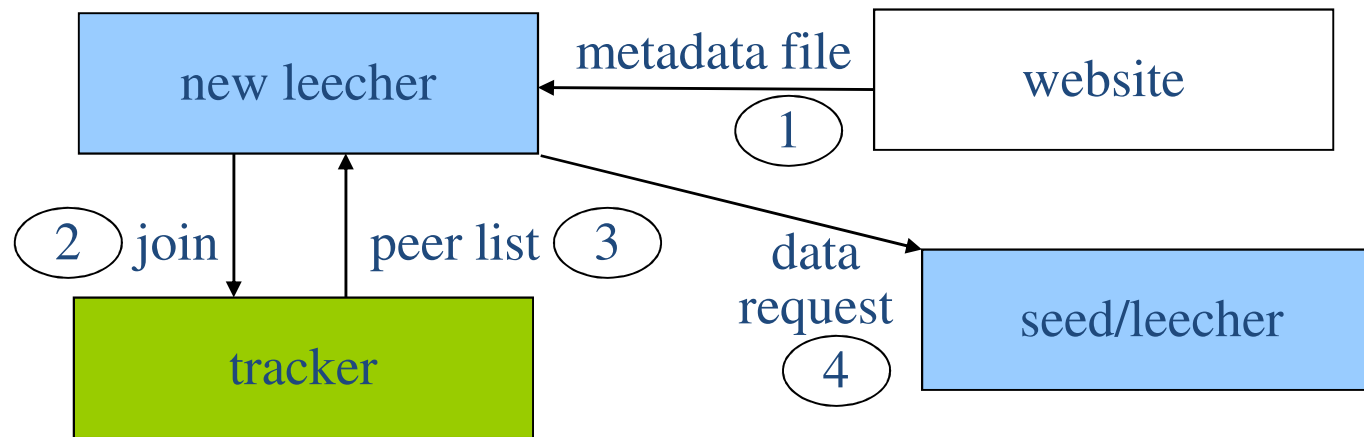 new leecher
metadata file
website
1
2
join
peer list
3
data
request
4
seed/leecher
tracker